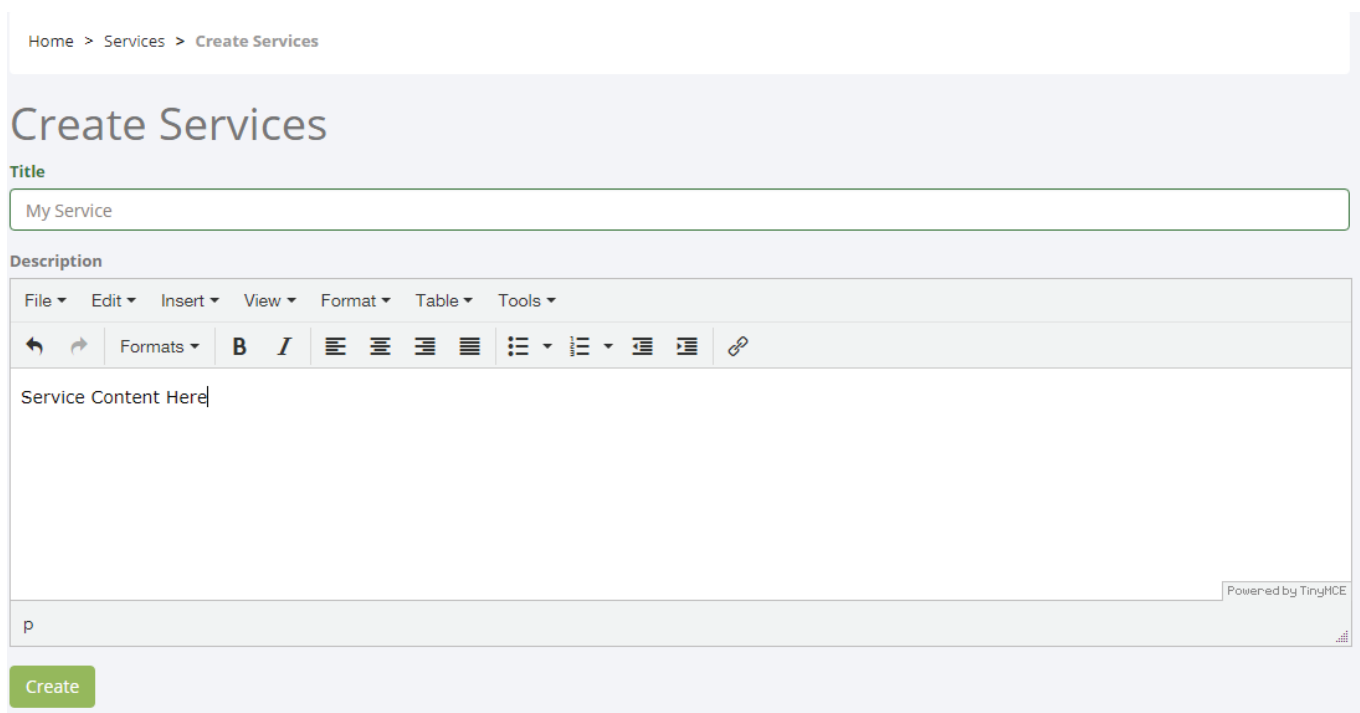 Home > Services > Create Services
Create Services
Title
My Service
Description
File Edit Insert View Format Table Tools
Formats B I
Service Content Here
Powered by TinyMCE
p
Create